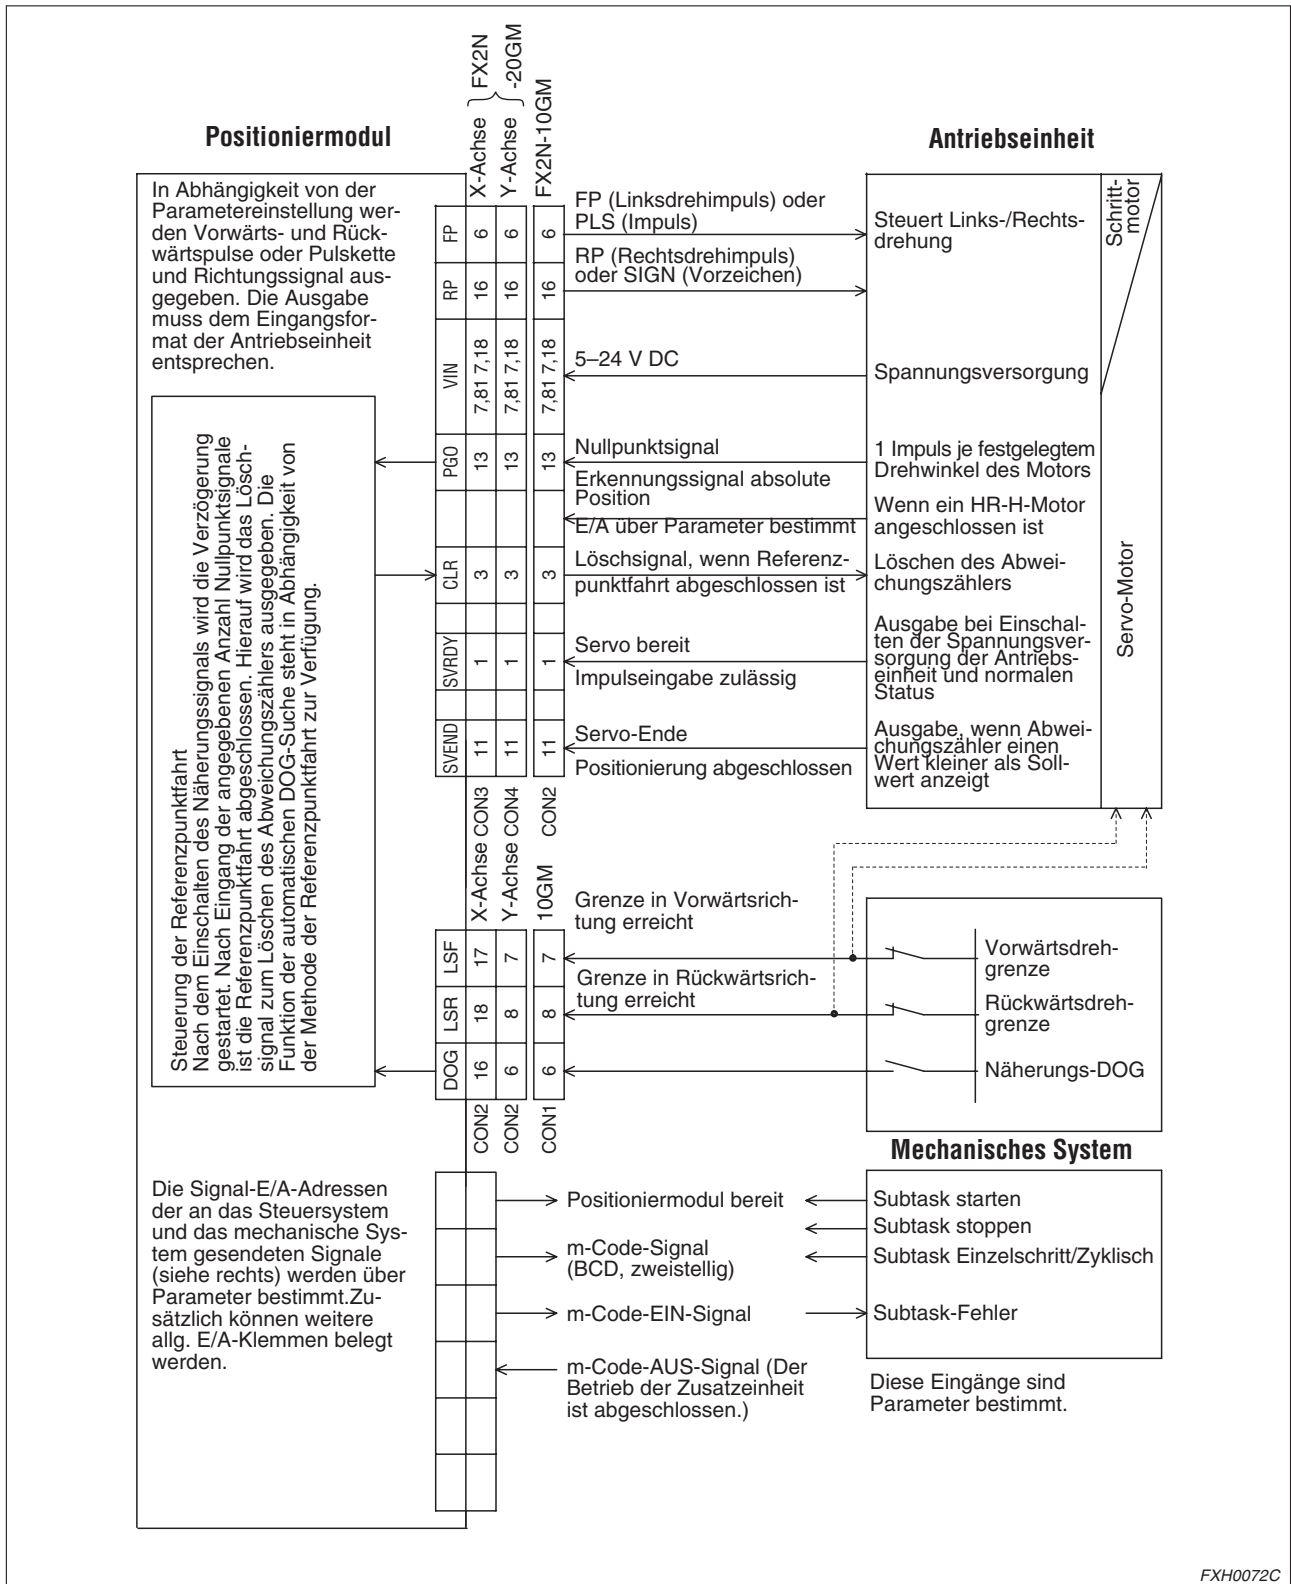 FX2N
-20GM
X-Achse
Y-Achse
FX2N-10GM
Positioniermodul
Antriebseinheit
In Abhängigkeit von der
Parametereinstellung wer-
den Vorwärts- und Rück-
wärtspulse oder Pulskette
und Richtungssignal aus-
gegeben. Die Ausgabe
muss dem Eingangsfor-
mat der Antriebseinheit
entsprechen.
FP 6 6 6
FP (Linksdrehimpuls) oder
PLS (Impuls)
Steuert Links-/Rechts-
drehung
Schritt-
motor
RP 16 16 16
RP (Rechtsdrehimpuls)
oder SIGN (Vorzeichen)
VIN 7,81 7,18 7,81 7,18 7,81 7,18
5–24 V DC
Spannungsversorgung
PGO 13 13 13
Nullpunktsignal
1 Impuls je festgelegtem
Drehwinkel des Motors
Erkennungssignal absolute
Position
E/A über Parameter bestimmt
Wenn ein HR-H-Motor
angeschlossen ist
CLR 3 3 3
Löschsignal, wenn Referenz-
punktfahrt abgeschlossen ist
Löschen des Abwei-
chungszählers
Servo-Motor
SVRDY 1 1 1
Servo bereit
Impulseingabe zulässig
Ausgabe bei Einschal-
ten der Spannungsver-
sorgung der Antriebs-
einheit und normalen
Status
SVEND 11 11 11
Servo-Ende
Positionierung abgeschlossen
Ausgabe, wenn Abwei-
chungszähler einen
Wert kleiner als Soll-
wert anzeigt
Steuerung der Referenzpunktfahrt
Nach dem Einschalten des Näherungssignals wird die Verzögerung
gestartet. Nach Eingang der angegebenen Anzahl Nullpunktsignale
ist die Referenzpunktfahrt abgeschlossen. Hierauf wird das Lösch-
signal zum Löschen des Abweichungszählers ausgegeben. Die
Funktion der automatischen DOG-Suche steht in Abhängigkeit von
der Methode der Referenzpunktfahrt zur Verfügung.
X-Achse CON3
Y-Achse CON4
10GM CON2
Grenze in Vorwärtsrich-
tung erreicht
LSF 17 7 7
Vorwärtsdreh-
grenze
Grenze in Rückwärtsrich-
tung erreicht
LSR 18 8 8
Rückwärtsdreh-
grenze
DOG 16 6 6
Näherungs-DOG
CON2
CON2
CON1
Mechanisches System
Die Signal-E/A-Adressen
der an das Steuersystem
und das mechanische Sys-
tem gesendeten Signale
(siehe rechts) werden über
Parameter bestimmt.Zu-
sätzlich können weitere
allg. E/A-Klemmen belegt
werden.
Positioniermodul bereit
m-Code-Signal
(BCD, zweistellig)
m-Code-EIN-Signal
m-Code-AUS-Signal (Der
Betrieb der Zusatzeinheit
ist abgeschlossen.)
Subtask starten
Subtask stoppen
Subtask Einzelschritt/Zyklisch
Subtask-Fehler
Diese Eingänge sind
Parameter bestimmt.
FXH0072C